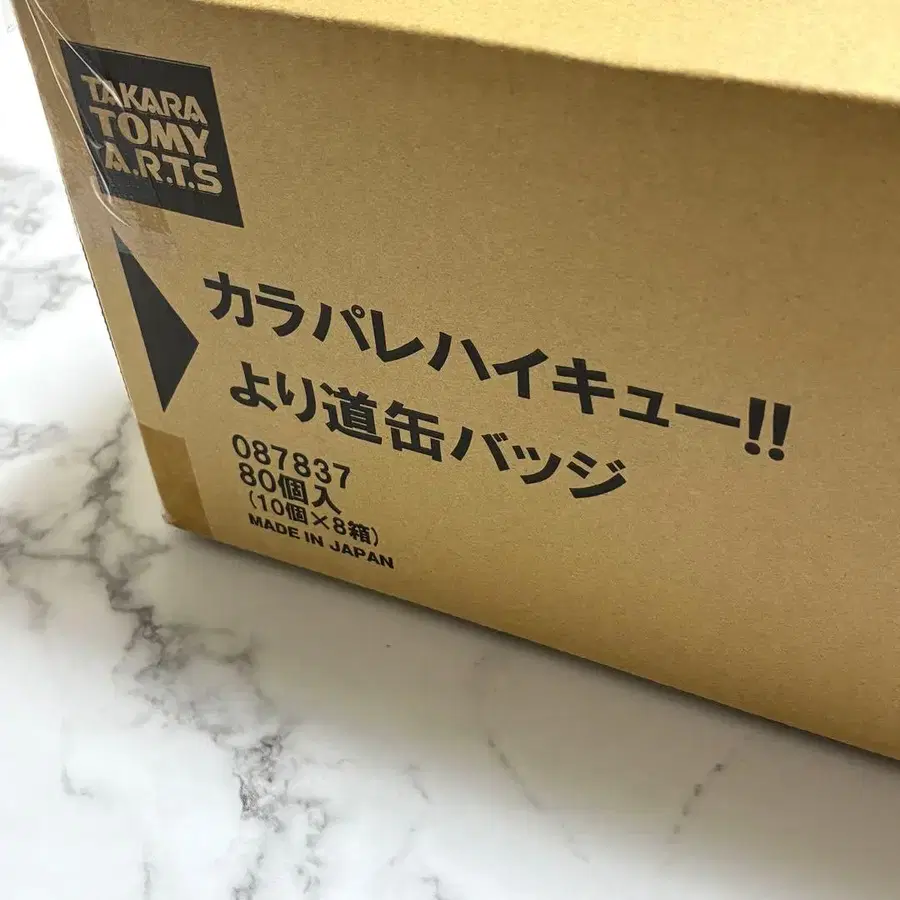 TAKARA
TOMY
A.R.T.S
カラパレハイキュー!!
より道缶バッジ
087837
80個入
(10個×8箱)
MADE IN JAPAN